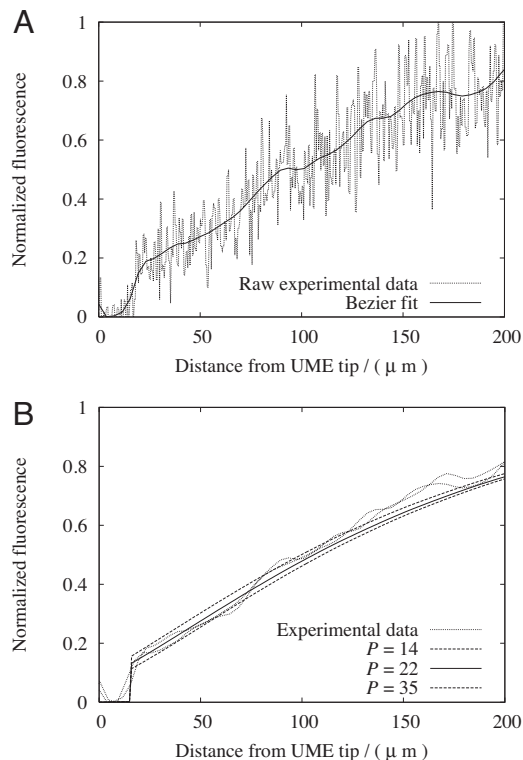 A
Normalized fluorescence
1
0.8
0.6
0.4
0.2
0
Raw experimental data
Bezier fit
0 50 100 150 200
Distance from UME tip / ( μ m )
B
Normalized fluorescence
1
0.8
0.6
0.4
0.2
0
Experimental data
P = 14
P = 22
P = 35
0 50 100 150 200
Distance from UME tip / ( μ m )